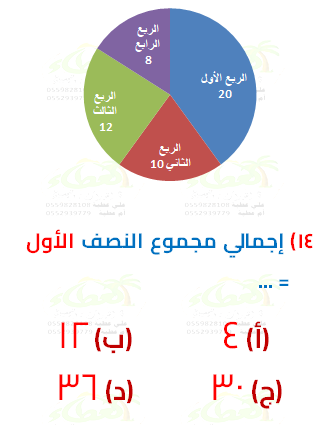 الربع الرابع
8
الربع الأول
20
الربع الثالث
12
الربع
الثاني 10
١٤) إجمالي مجموع النصف الأول
= ...
(أ) ٤ (ب) ١٢
(ج) ٣٠ (د) ٣٦